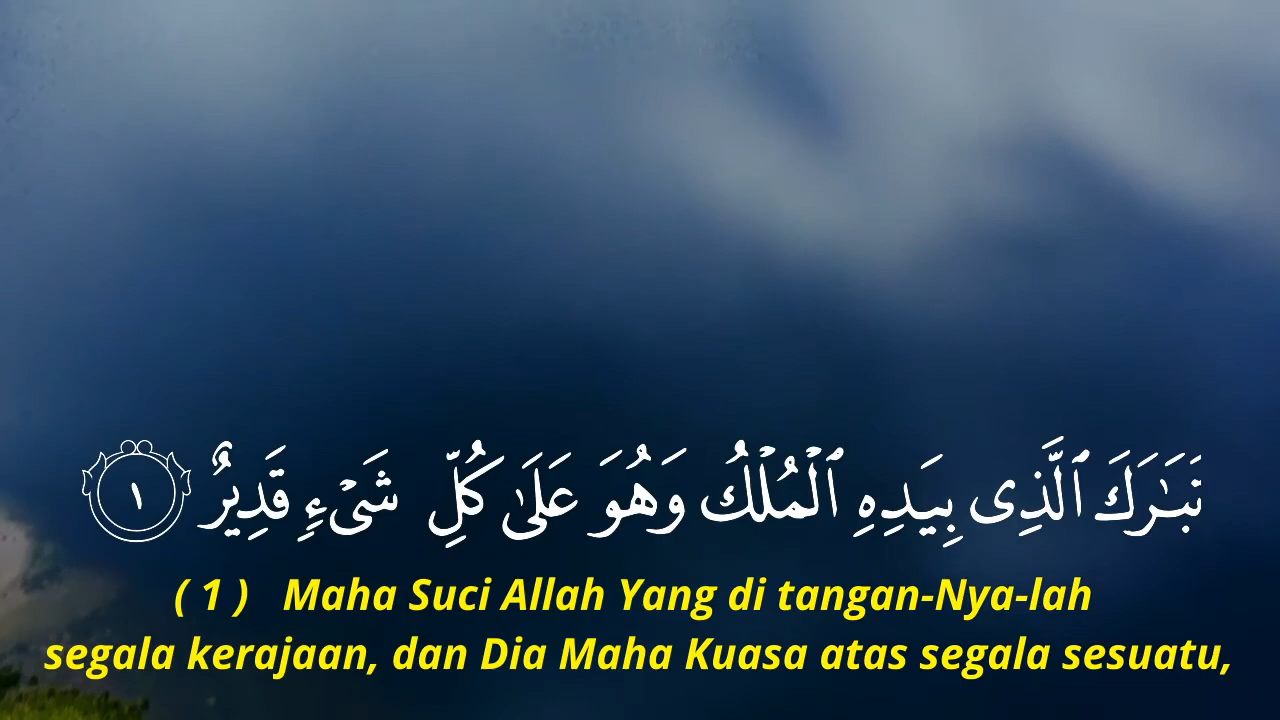 تَبَٰرَكَ ٱلَّذِى بِيَدِهِ ٱلْمُلْكُ وَهُوَ عَلَىٰ كُلِّ شَىْءٍ قَدِيرٌ ١
( 1 ) Maha Suci Allah Yang di tangan-Nya-lah
segala kerajaan, dan Dia Maha Kuasa atas segala sesuatu,